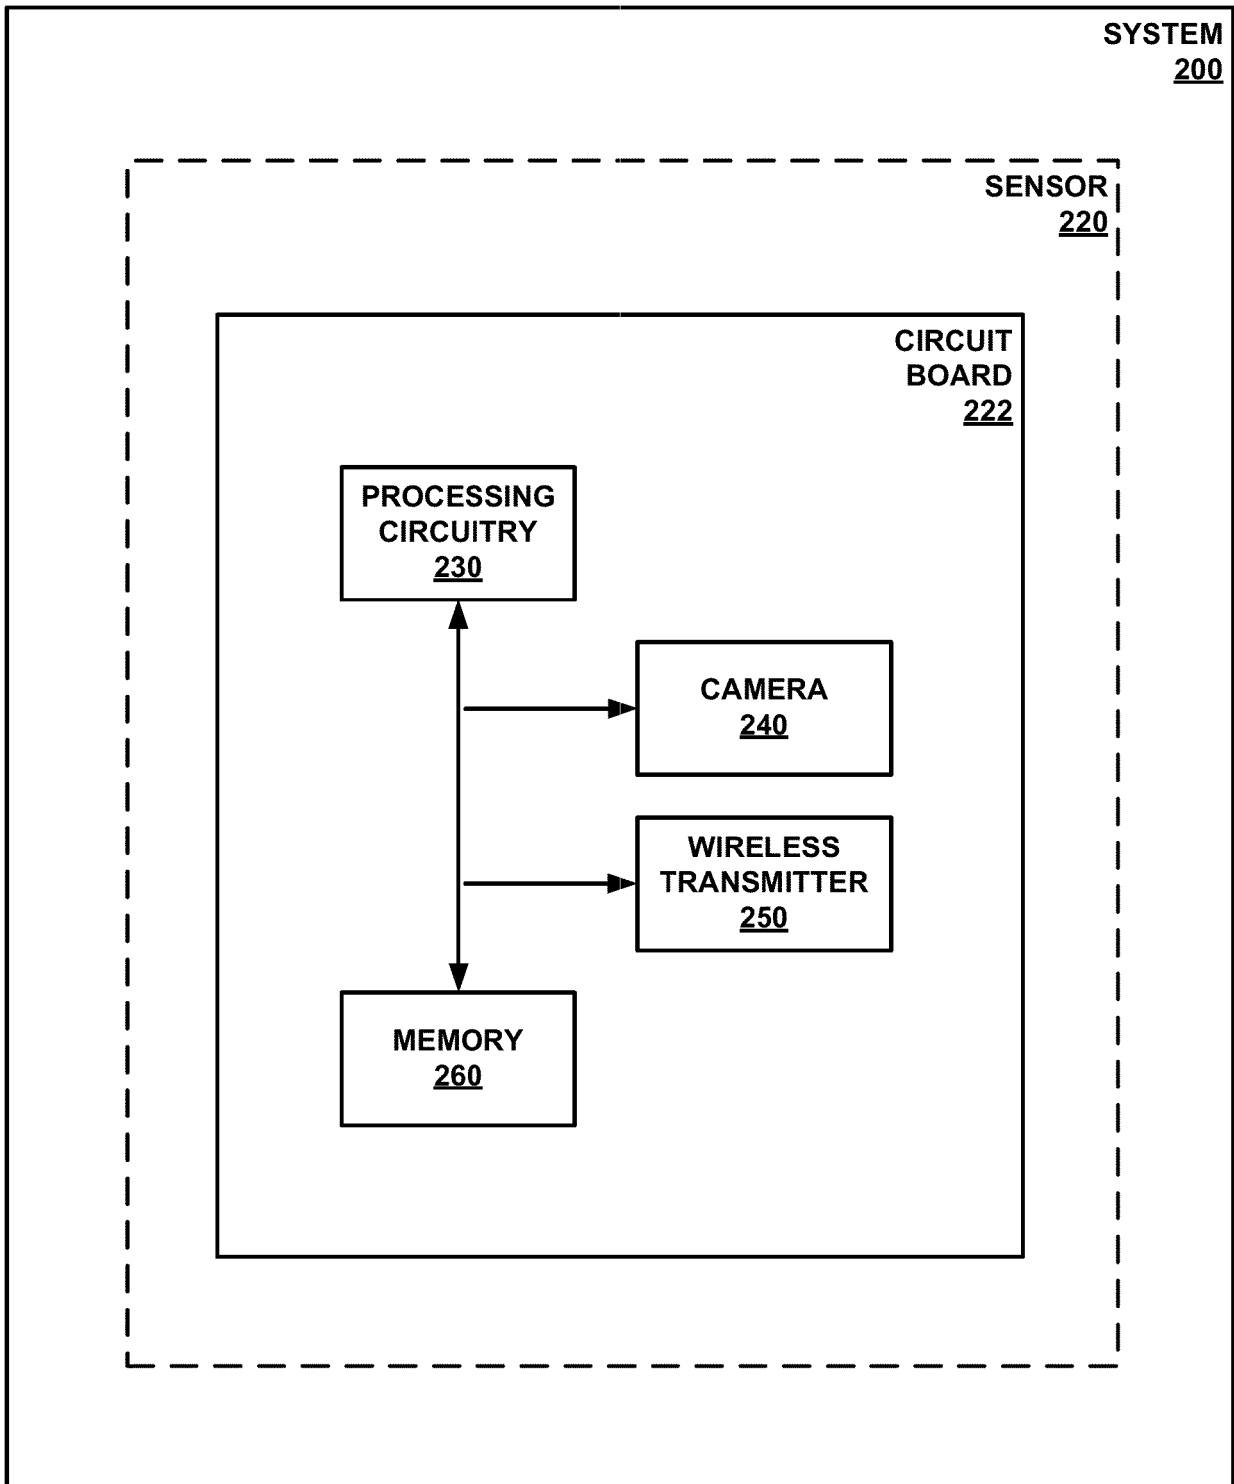 SYSTEM
200
SENSOR
220
CIRCUIT
BOARD
222
PROCESSING
CIRCUITRY
230
CAMERA
240
WIRELESS
TRANSMITTER
250
MEMORY
260